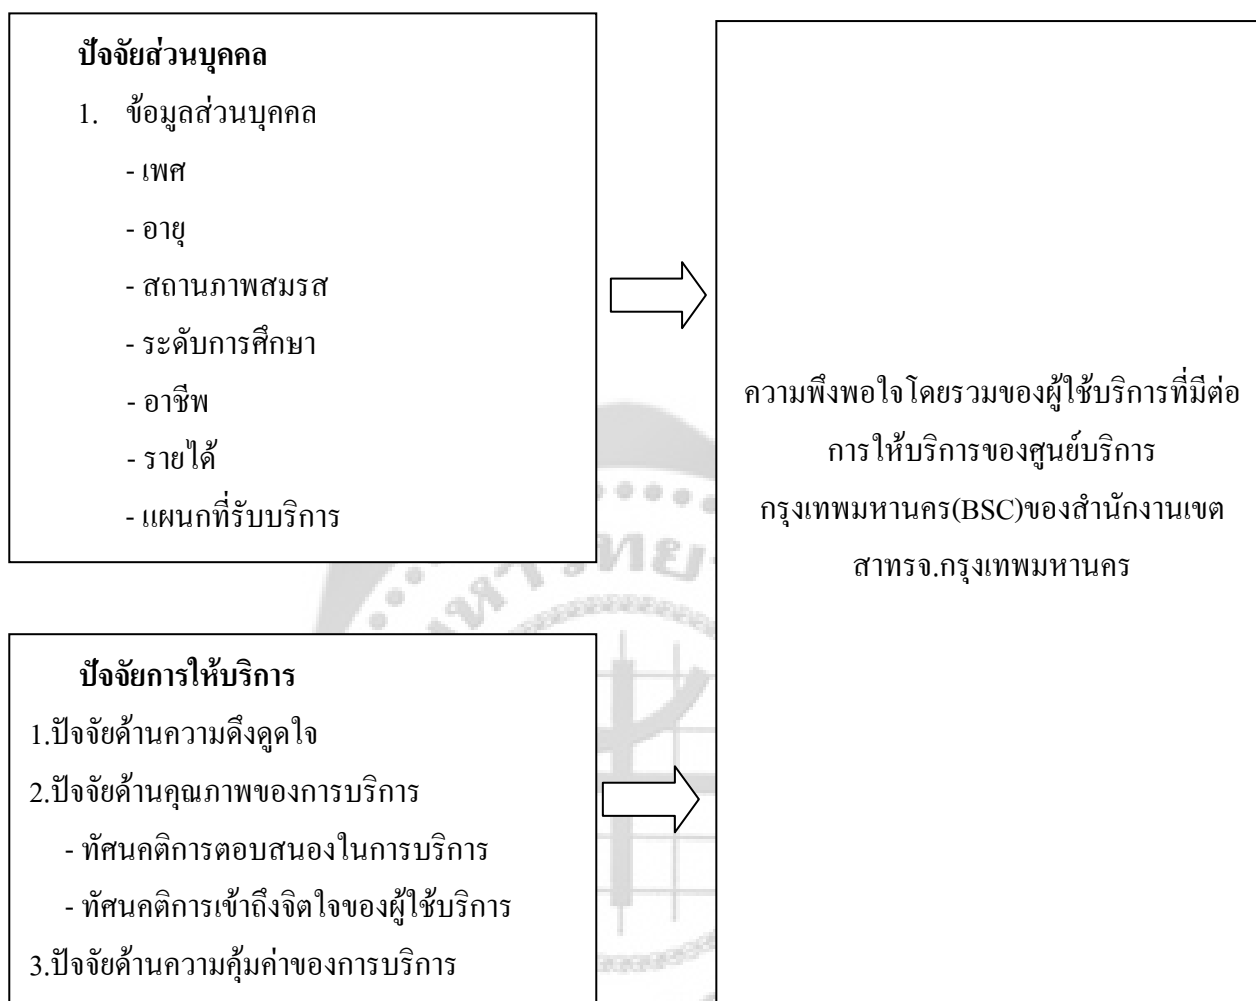 ปัจจัยส่วนบุคคล
1. ข้อมูลส่วนบุคคล
- เพศ
- อายุ
- สถานภาพสมรส
- ระดับการศึกษา
- อาชีพ
- รายได้
- แผนกที่รับบริการ
ปัจจัยการให้บริการ
1.ปัจจัยด้านความดึงดูดใจ
2.ปัจจัยด้านคุณภาพของการบริการ
- ทัศนคติการตอบสนองในการบริการ
- ทัศนคติการเข้าถึงจิตใจของผู้ใช้บริการ
3.ปัจจัยด้านความคุ้มค่าของการบริการ
ความพึงพอใจโดยรวมของผู้ใช้บริการที่มีต่อ
การให้บริการของศูนย์บริการ
กรุงเทพมหานคร(BSC)ของสำนักงานเขต
สาทรจ.กรุงเทพมหานคร